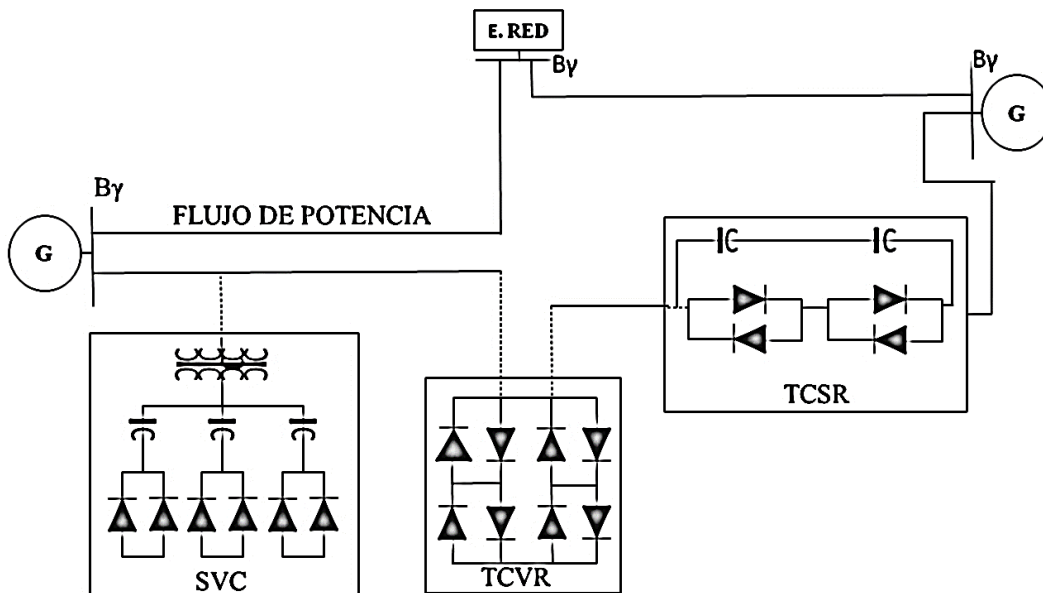 E. RED
Bγ
Bγ
G
Bγ
FLUJO DE POTENCIA
G
C
C
TCSR
SVC
TCVR